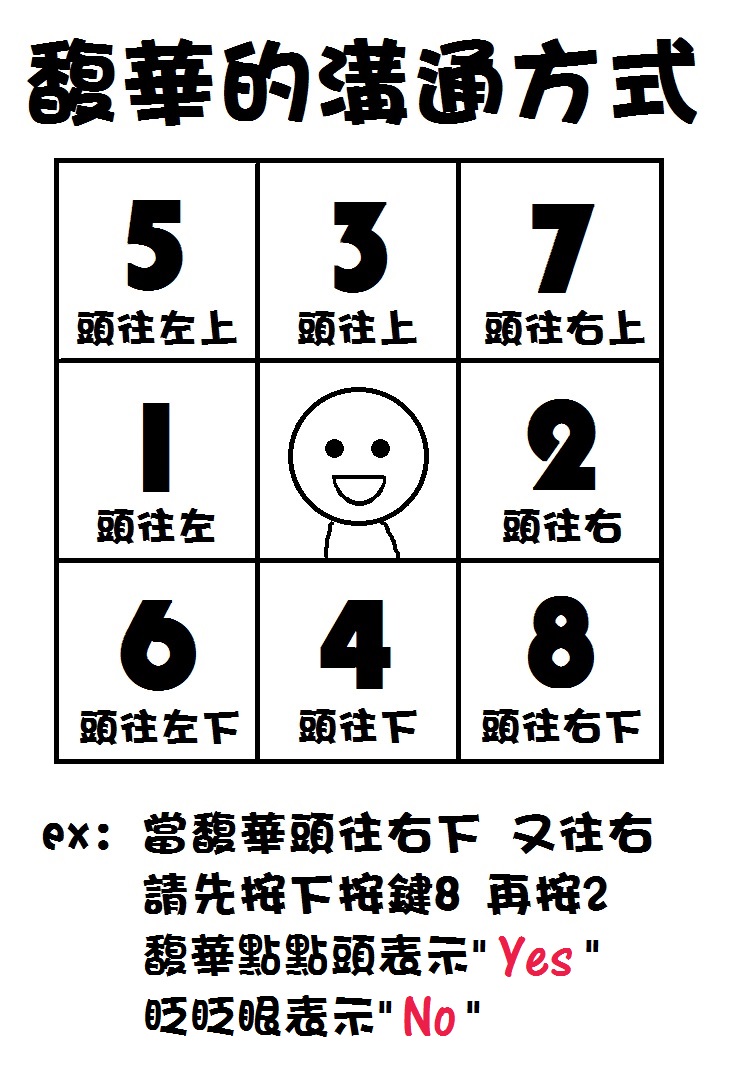 馥華的溝通方式
5 3 7
頭往左上 頭往上 頭往右上
1 2
頭往左 頭往右
6 4 8
頭往左下 頭往下 頭往右下
ex: 當馥華頭往右下 又往右
請先按下按鍵8 再按2
馥華點點頭表示"Yes"
眨眨眼表示"No"